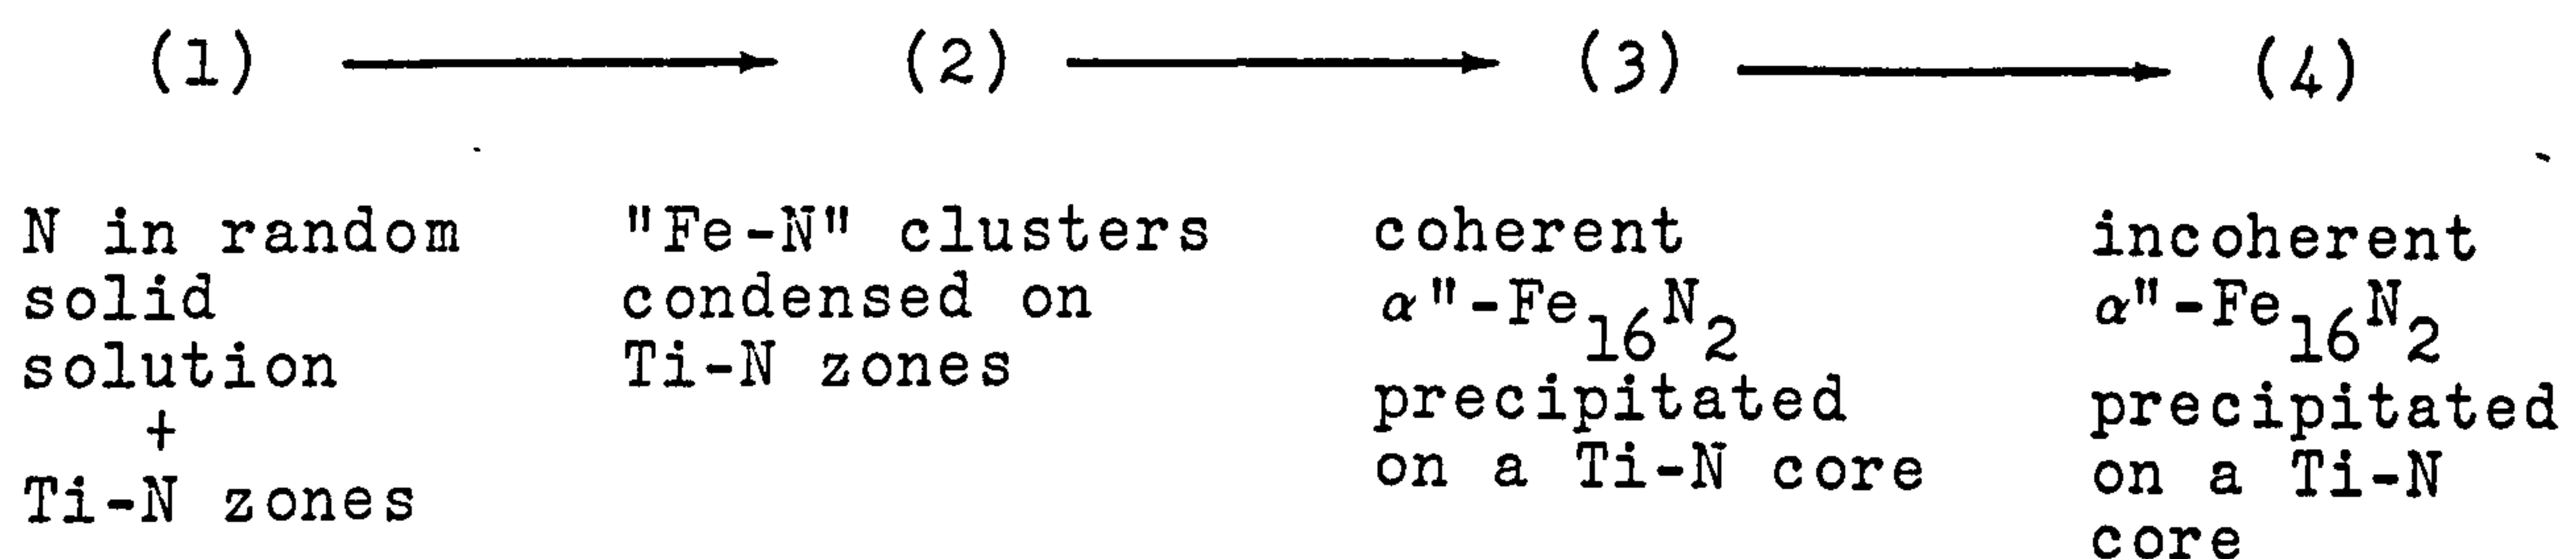 (1) (2) (3) (4)
N in random
solid
solution
+
Ti-N zones
"Fe-N" clusters
condensed on
Ti-N zones
coherent
α"-Fe16N2
precipitated
on a Ti-N core
incoherent
α"-Fe16N2
precipitated
on a Ti-N
core